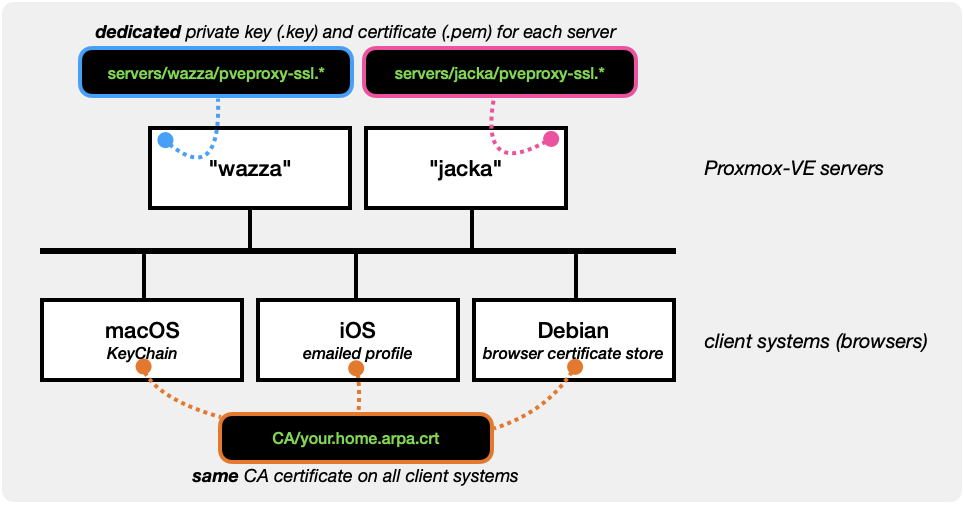 dedicated private key (.key) and certificate (.pem) for each server
servers/wazza/pveproxy-ssl.*
servers/jacka/pveproxy-ssl.*
"wazza"
"jacka"
Proxmox-VE servers
macOS
KeyChain
iOS
emailed profile
Debian
browser certificate store
client systems (browsers)
CA/your.home.arpa.crt
same CA certificate on all client systems